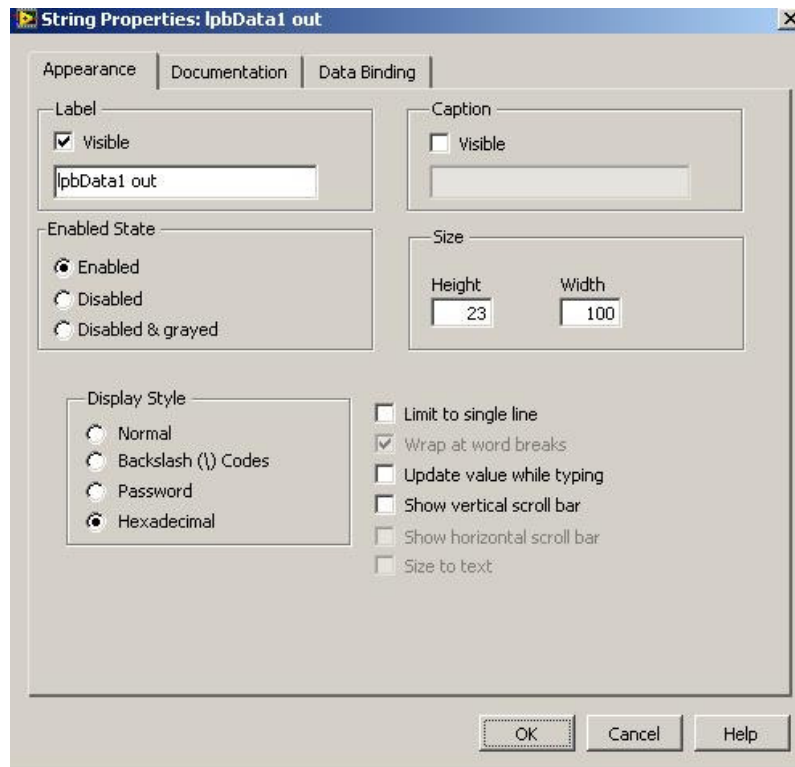 String Properties: lpbData1 out
Appearance Documentation Data Binding
Label
Visible
lpbData1 out
Caption
Visible
Enabled State
Enabled
Disabled
Disabled & grayed
Size
Height Width
23 100
Display Style
Normal
Backslash (\) Codes
Password
Hexadecimal
Limit to single line
Wrap at word breaks
Update value while typing
Show vertical scroll bar
Show horizontal scroll bar
Size to text
OK Cancel Help